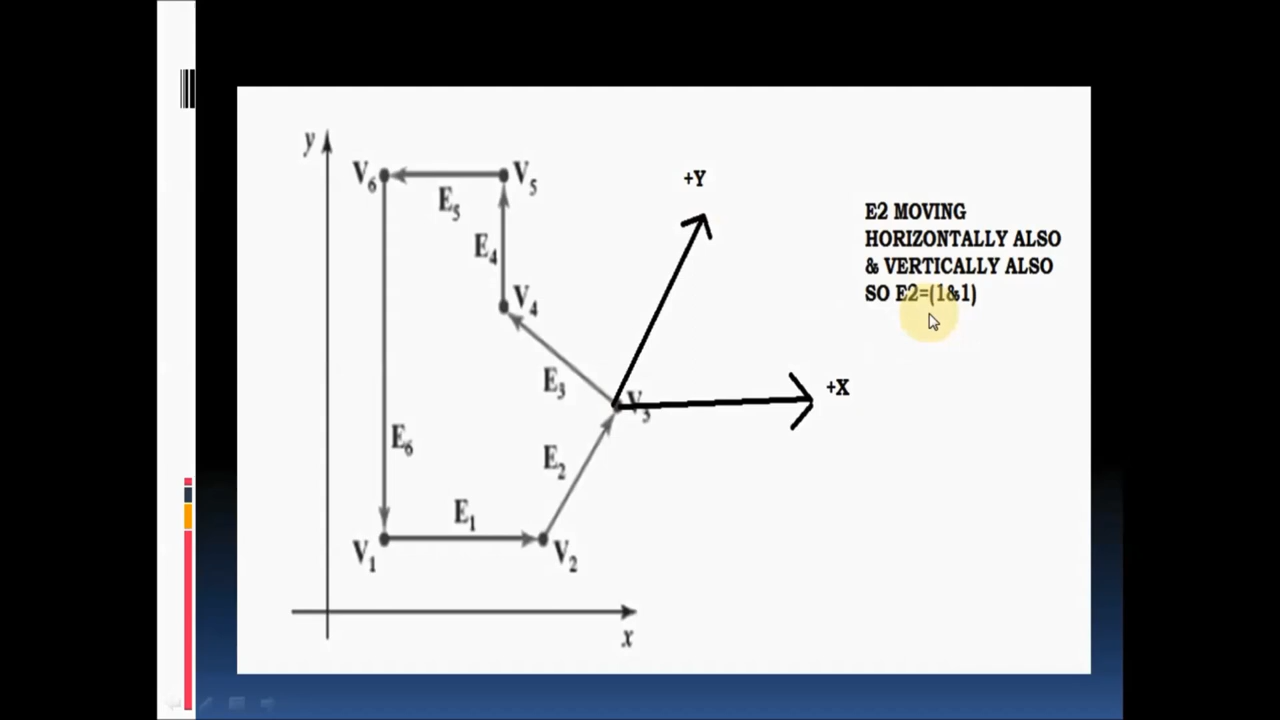 y
V6
V5
+Y
E5
E2 MOVING
HORIZONTALLY ALSO
& VERTICALLY ALSO
SO E2=(1&1)
E4
V4
E3
V3
+X
E6
E2
E1
V1
V2
x